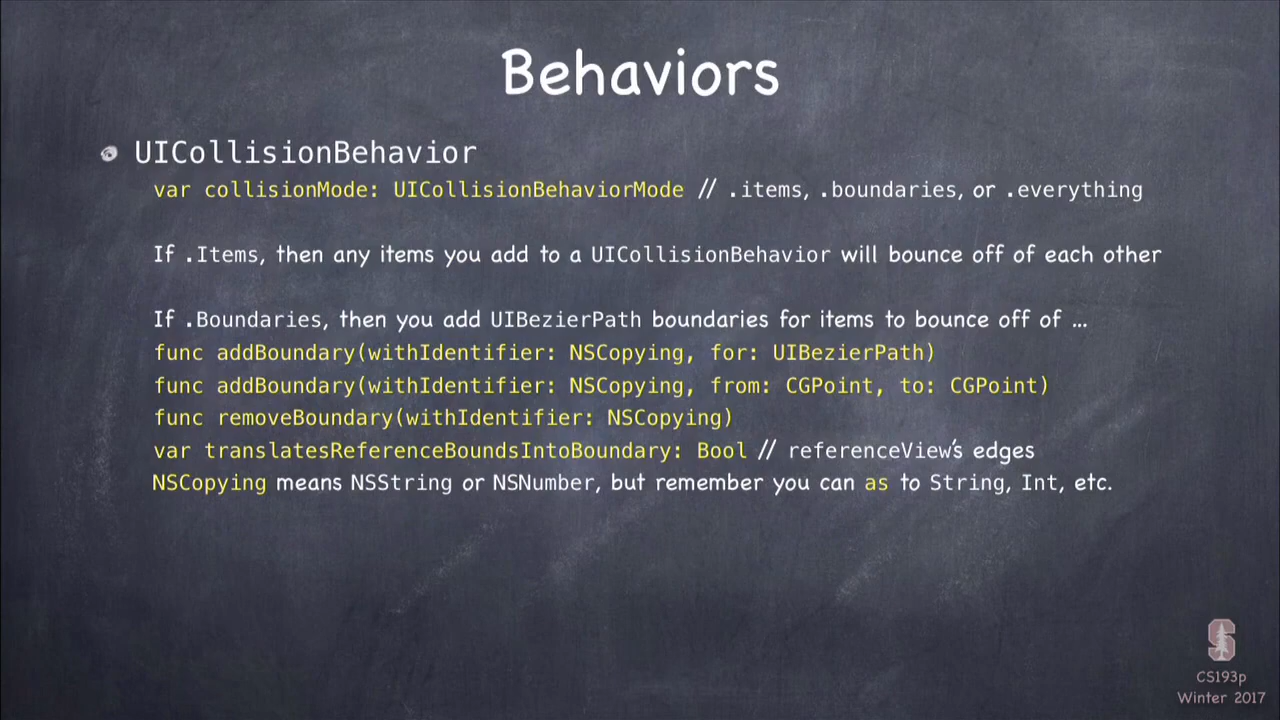 Behaviors
UICollisionBehavior
var collisionMode: UICollisionBehaviorMode // .items, .boundaries, or .everything
If .Items, then any items you add to a UICollisionBehavior will bounce off of each other
If .Boundaries, then you add UIBezierPath boundaries for items to bounce off of ...
func addBoundary(withIdentifier: NSCopying, for: UIBezierPath)
func addBoundary(withIdentifier: NSCopying, from: CGPoint, to: CGPoint)
func removeBoundary(withIdentifier: NSCopying)
var translatesReferenceBoundsIntoBoundary: Bool // referenceView's edges
NSCopying means NSString or NSNumber, but remember you can as to String, Int, etc.
S
CS193p
Winter 2017